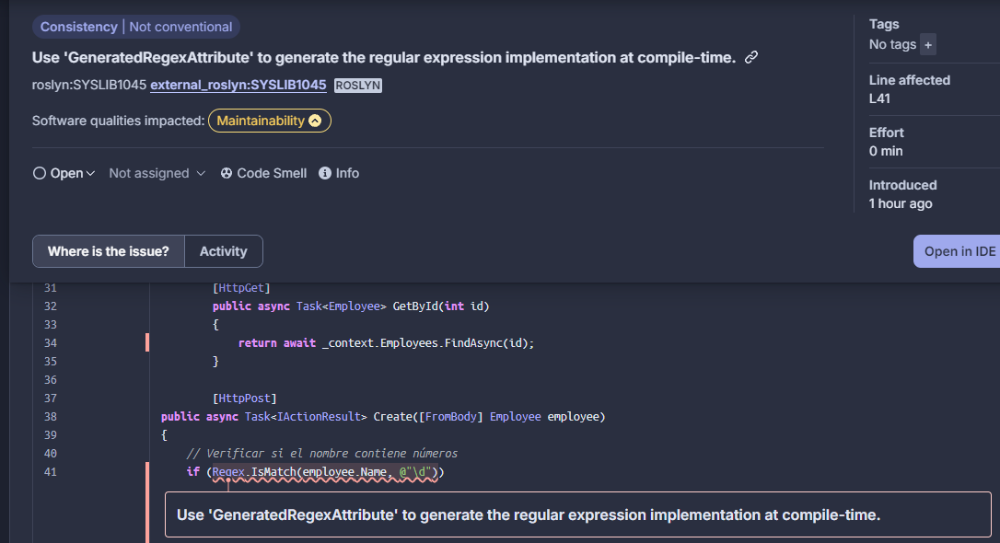 Consistency | Not conventional
Use 'GeneratedRegexAttribute' to generate the regular expression implementation at compile-time.
roslyn:SYSLIB1045 external_roslyn:SYSLIB1045 ROSLYN
Software qualities impacted: Maintainability
Open Not assigned Code Smell Info
Tags
No tags +
Line affected
L41
Effort
0 min
Introduced
1 hour ago
Where is the issue? Activity
Open in IDE
31 [HttpGet]
32 public async Task<Employee> GetById(int id)
33 {
34 return await _context.Employees.FindAsync(id);
35 }
36
37 [HttpPost]
38 public async Task<IActionResult> Create([FromBody] Employee employee)
39 {
40 // Verificar si el nombre contiene números
41 if (Regex.IsMatch(employee.Name, @"\d"))
Use 'GeneratedRegexAttribute' to generate the regular expression implementation at compile-time.